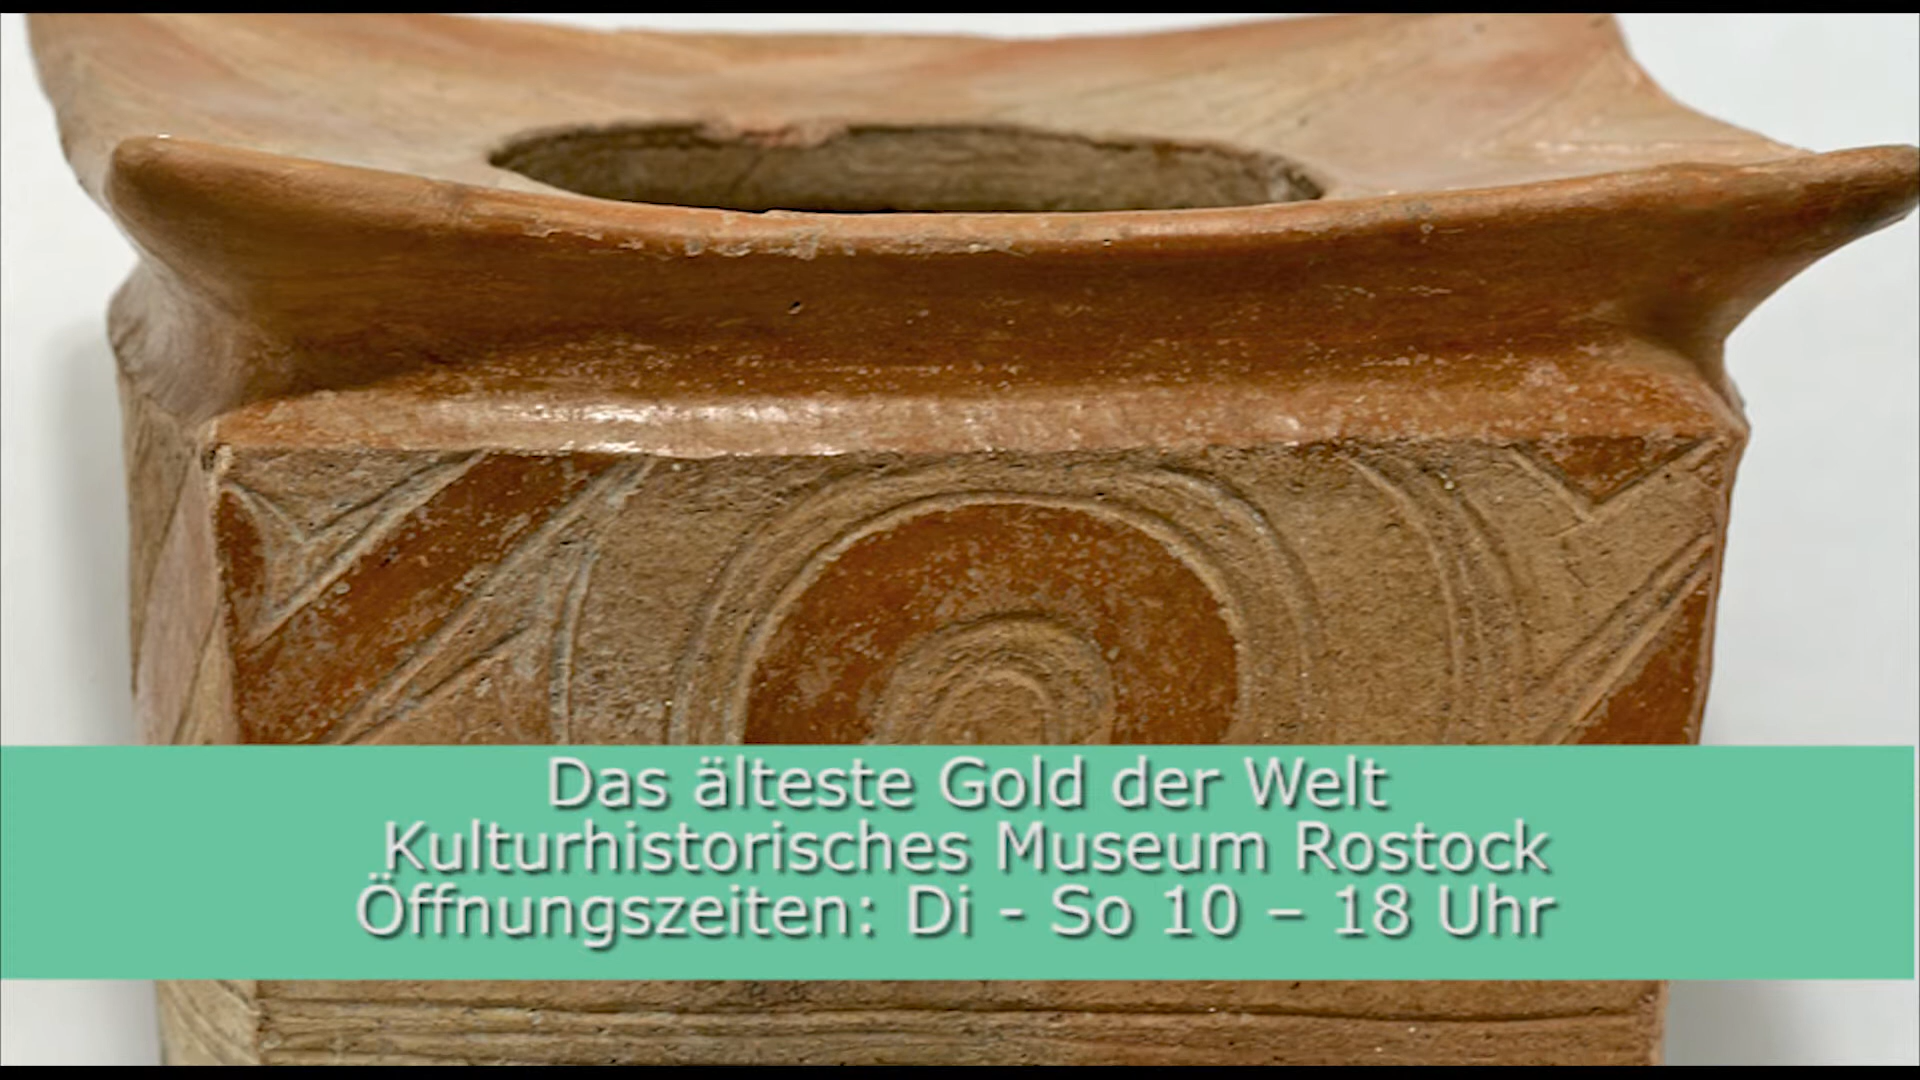 Das älteste Gold der Welt
Kulturhistorisches Museum Rostock
Öffnungszeiten: Di - So 10 – 18 Uhr